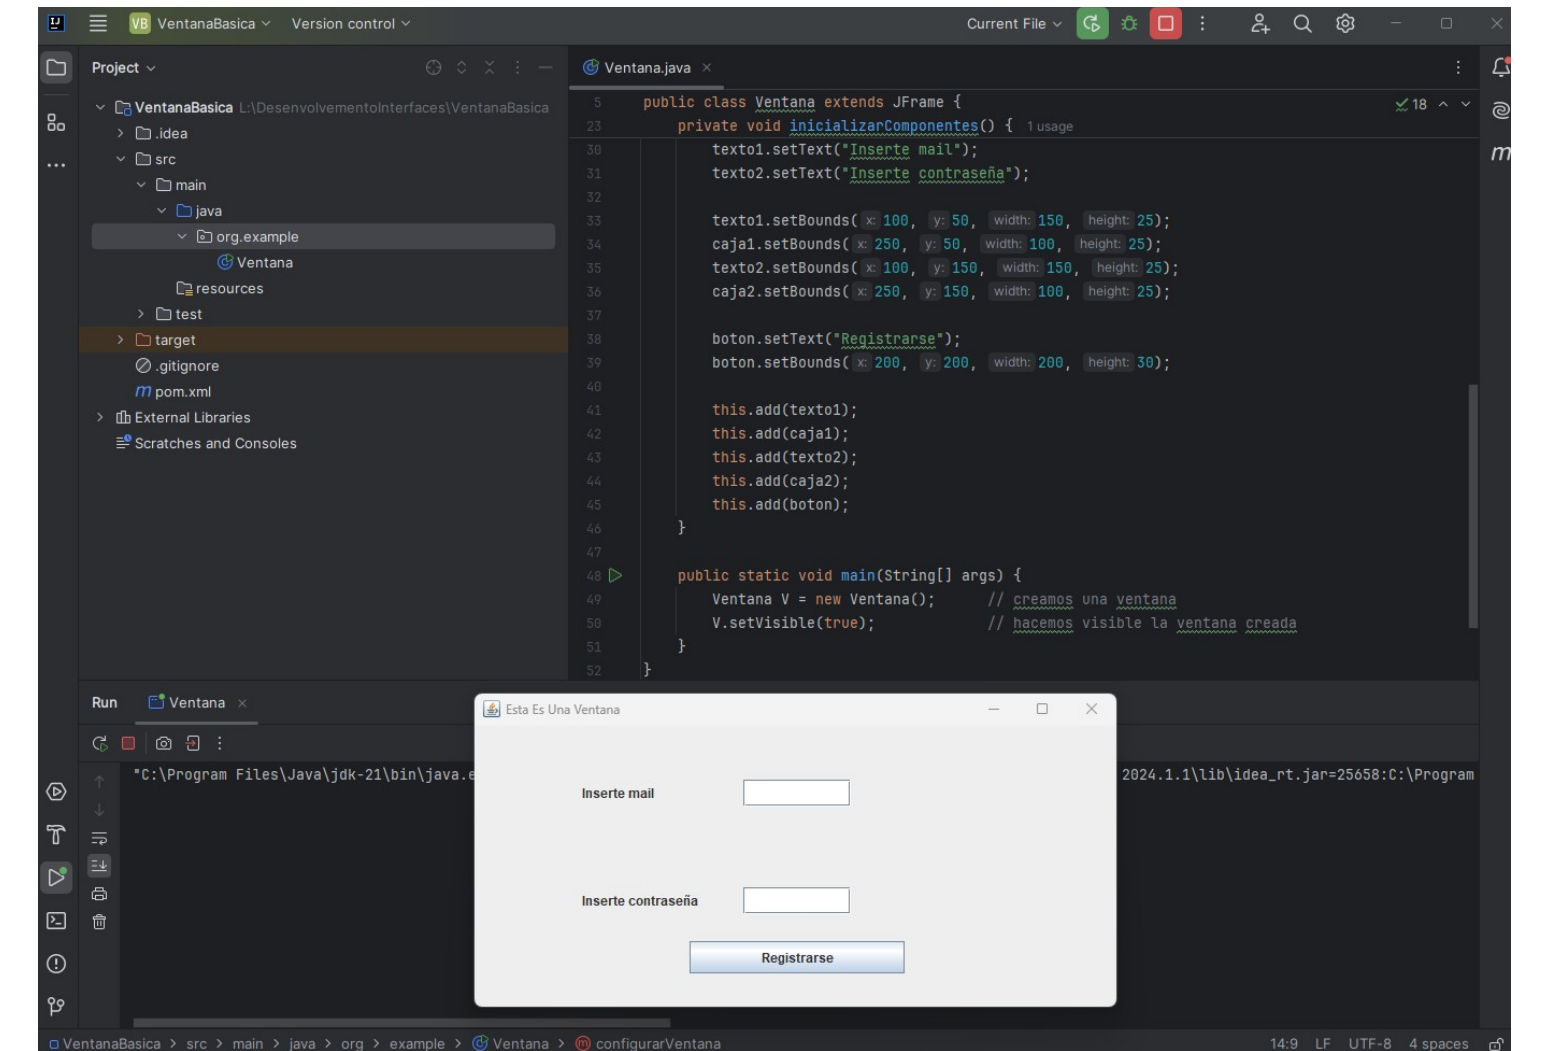 VB VentanaBasica Version control Current File
Project
Ventana.java
VentanaBasica L:\DesenvolvementoInterfaces\VentanaBasica
.idea
src
main
java
org.example
Ventana
resources
test
target
.gitignore
m pom.xml
External Libraries
Scratches and Consoles
5 public class Ventana extends JFrame {
18
23 private void inicializarComponentes() { 1 usage
30 texto1.setText("Inserte mail");
31 texto2.setText("Inserte contraseña");
32
33 texto1.setBounds( x: 100, y: 50, width: 150, height: 25);
34 caja1.setBounds( x: 250, y: 50, width: 100, height: 25);
35 texto2.setBounds( x: 100, y: 150, width: 150, height: 25);
36 caja2.setBounds( x: 250, y: 150, width: 100, height: 25);
37
38 boton.setText("Registrarse");
39 boton.setBounds( x: 200, y: 200, width: 200, height: 30);
40
41 this.add(texto1);
42 this.add(caja1);
43 this.add(texto2);
44 this.add(caja2);
45 this.add(boton);
46 }
47
48 public static void main(String[] args) {
49 Ventana V = new Ventana(); // creamos una ventana
50 V.setVisible(true); // hacemos visible la ventana creada
51 }
52 }
m
Run Ventana
"C:\Program Files\Java\jdk-21\bin\java.e
2024.1.1\lib\idea_rt.jar=25658:C:\Program
Esta Es Una Ventana
Inserte mail
Inserte contraseña
Registrarse
VentanaBasica > src > main > java > org > example > Ventana > configurarVentana
14:9 LF UTF-8 4 spaces